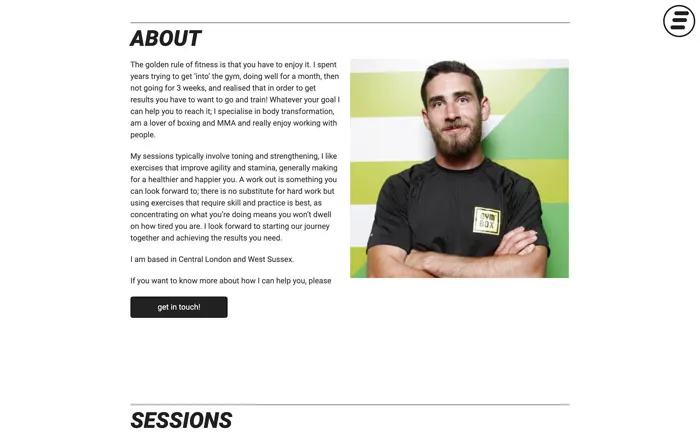 ABOUT
The golden rule of fitness is that you have to enjoy it. I spent
years trying to get 'into' the gym, doing well for a month, then
not going for 3 weeks, and realised that in order to get
results you have to want to go and train! Whatever your goal I
can help you to reach it; I specialise in body transformation,
am a lover of boxing and MMA and really enjoy working with
people.
My sessions typically involve toning and strengthening, I like
exercises that improve agility and stamina, generally making
for a healthier and happier you. A work out is something you
can look forward to; there is no substitute for hard work but
using exercises that require skill and practice is best, as
concentrating on what you're doing means you won't dwell
on how tired you are. I look forward to starting our journey
together and achieving the results you need.
I am based in Central London and West Sussex.
If you want to know more about how I can help you, please
get in touch!
GYM
BOX
SESSIONS